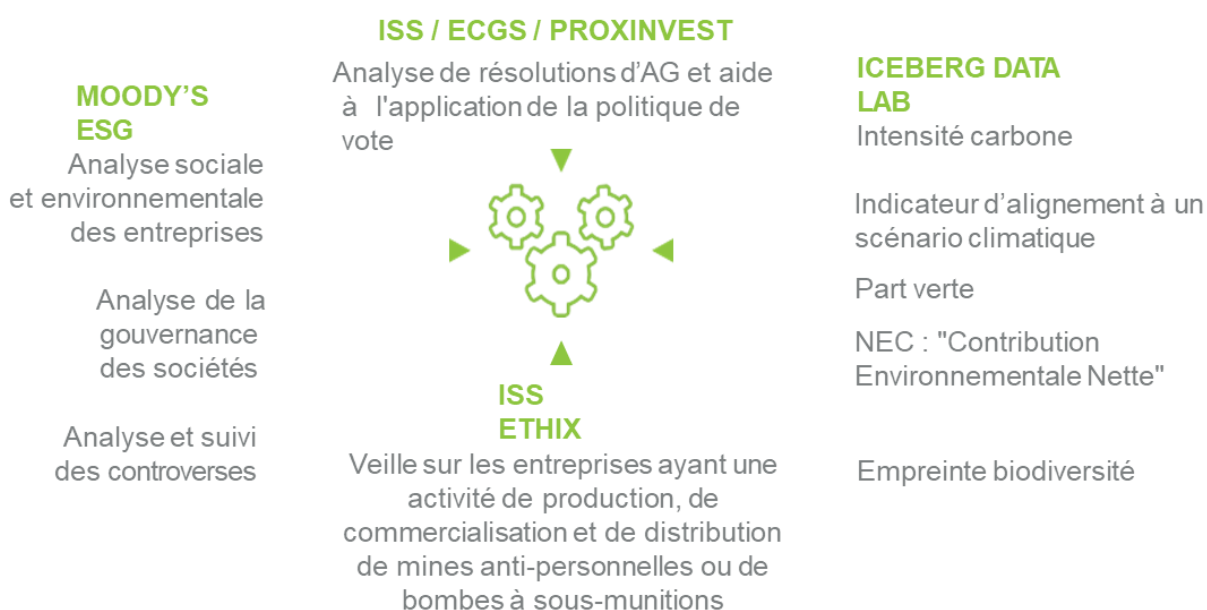 ISS / ECGS / PROXINVEST
Analyse de résolutions d'AG et aide
à l'application de la politique de
vote
MOODY'S
ESG
Analyse sociale
et environnementale
des entreprises
Analyse de la
gouvernance
des sociétés
Analyse et suivi
des controverses
ICEBERG DATA
LAB
Intensité carbone
Indicateur d'alignement à un
scénario climatique
Part verte
NEC : "Contribution
Environnementale Nette"
Empreinte biodiversité
ISS
ETHIX
Veille sur les entreprises ayant une
activité de production, de
commercialisation et de distribution
de mines anti-personnelles ou de
bombes à sous-munitions